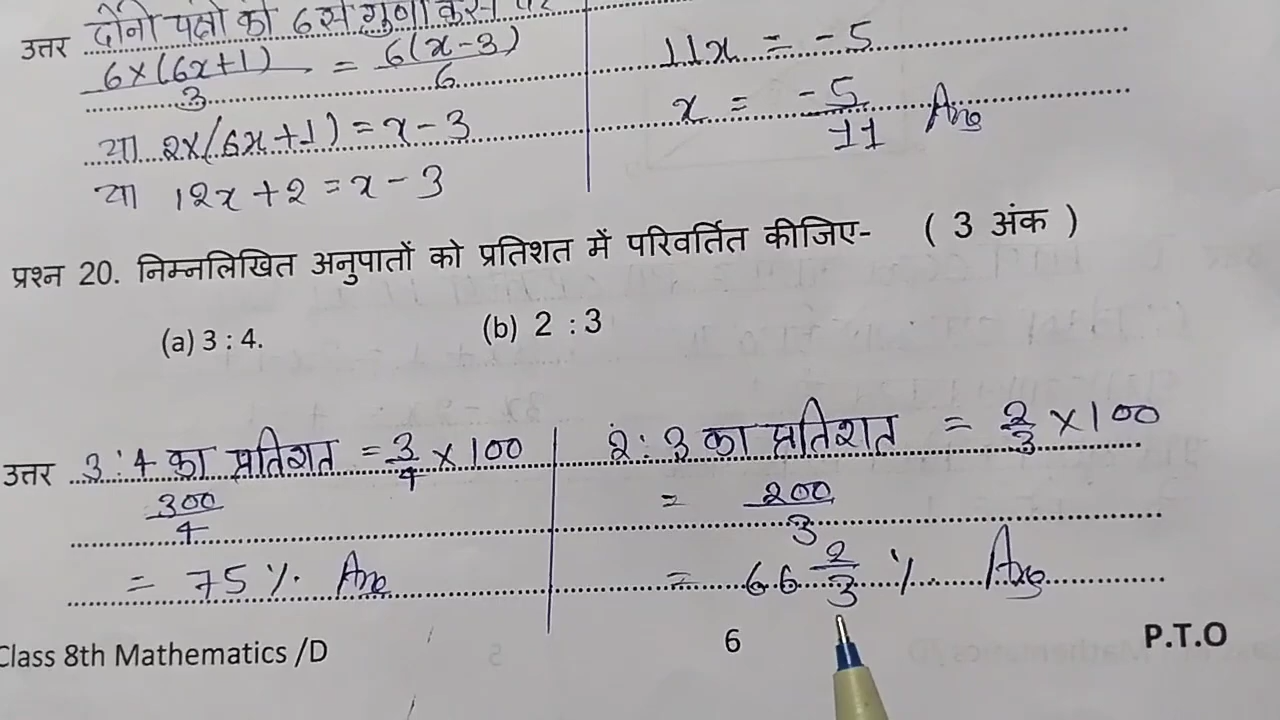 उत्तर दोनों पक्षों को 6 से गुणा करने पर
6×(6x+1)/3 = 6(x-3)/6
या 2×(6x+1) = x-3
या 12x+2 = x-3
11x = -5
x = -5/11 Ans
प्रश्न 20. निम्नलिखित अनुपातों को प्रतिशत में परिवर्तित कीजिए- ( 3 अंक )
(a) 3 : 4. (b) 2 : 3
उत्तर 3:4 का प्रतिशत = 3/4 × 100
300/4
= 75 % Ans
2:3 का प्रतिशत = 2/3 × 100
= 200/3
= 66 2/3 % Ans
Class 8th Mathematics /D 6 P.T.O